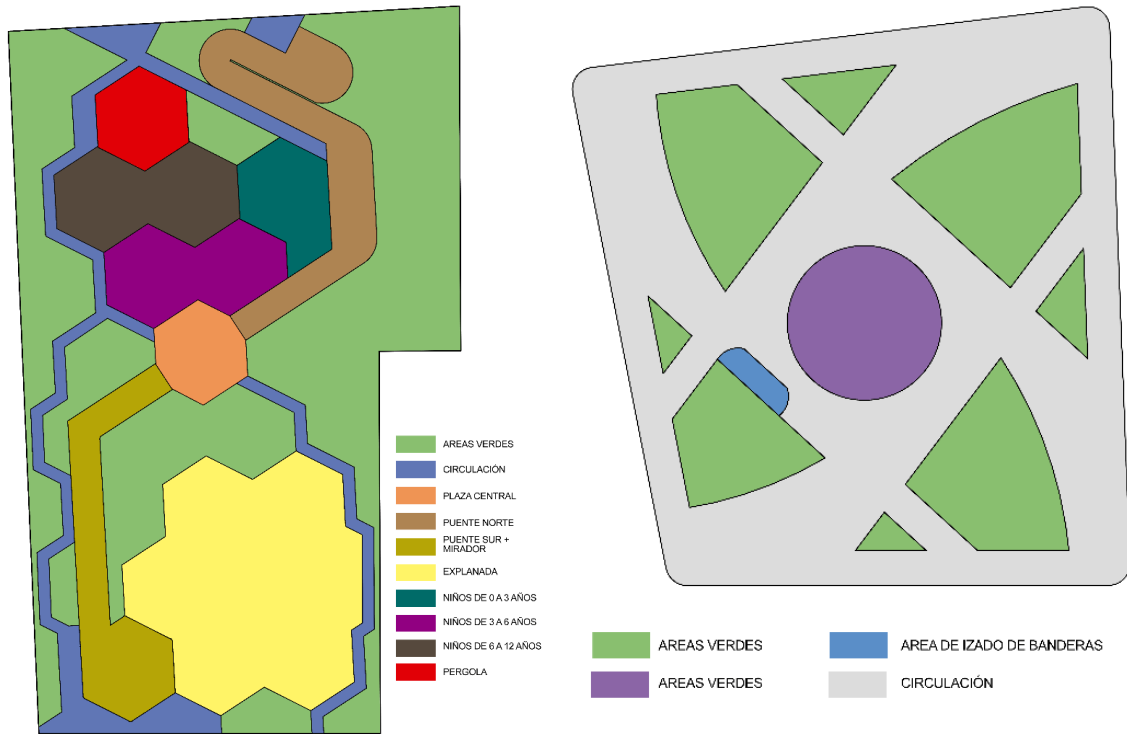 AREAS VERDES
CIRCULACIÓN
PLAZA CENTRAL
PUENTE NORTE
PUENTE SUR +
MIRADOR
EXPLANADA
NIÑOS DE 0 A 3 AÑOS
NIÑOS DE 3 A 6 AÑOS
NIÑOS DE 6 A 12 AÑOS
PERGOLA
AREAS VERDES
AREAS VERDES
AREA DE IZADO DE BANDERAS
CIRCULACIÓN